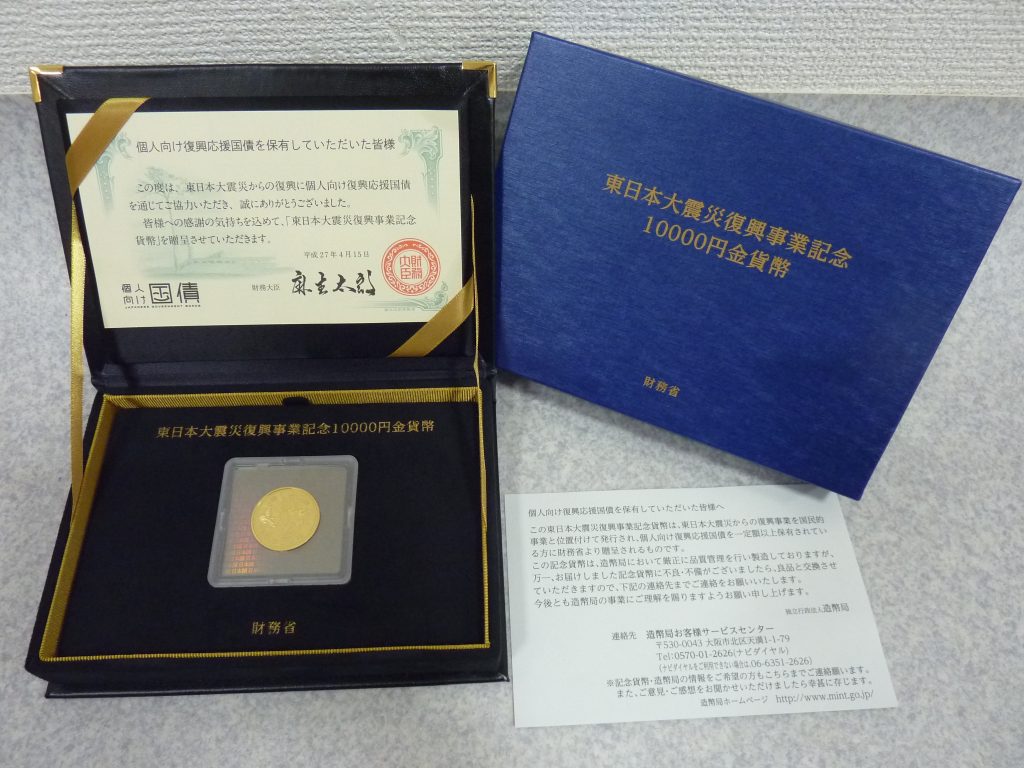 個人向け復興応援国債を保有していただいた皆様
この度は、東日本大震災からの復興に個人向け復興応援国債
を通じてご協力いただき、誠にありがとうございました。
皆様への感謝の気持ちを込めて、「東日本大震災復興事業記念
貨幣」を贈呈させていただきます。
平成27年4月15日
財務大臣 麻生太郎
財務大臣
個人向け国債
JAPANESE GOVERNMENT BONDS
東日本大震災復興事業記念10000円金貨幣
財務省
東日本大震災復興事業記念
10000円金貨幣
財務省
個人向け復興応援国債を保有していただいた皆様へ
この東日本大震災復興事業記念貨幣は、東日本大震災からの復興事業を国民的
事業と位置付けて発行され、個人向け復興応援国債を一定額以上保有されてい
る方に財務省より贈呈されるものです。
この記念貨幣は、造幣局において厳正に品質管理を行い製造しておりますが、
万一、お届けしました記念貨幣に不良・不備がございましたら、良品と交換させ
ていただきますので、下記の連絡先までご連絡をお願いいたします。
今後とも造幣局の事業にご理解を賜りますようお願い申し上げます。
独立行政法人造幣局
連絡先 造幣局お客様サービスセンター
〒530-0043 大阪市北区天満1-1-79
Tel:0570-01-2626(ナビダイヤル)
(ナビダイヤルをご利用できない場合は、06-6351-2626)
※記念貨幣・造幣局の情報をご希望の方もこちらまでご連絡願います。
また、ご意見・ご感想をお聞かせいただけましたら幸甚に存じます。
造幣局ホームページ http://www.mint.go.jp/